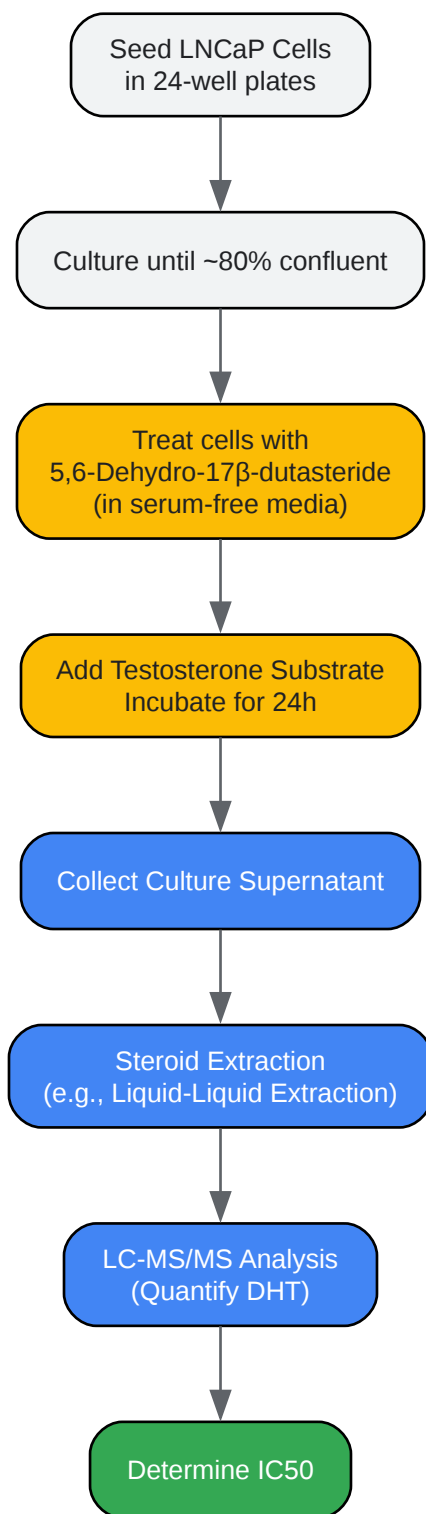 Seed LNCaP Cells
in 24-well plates
Culture until ~80% confluent
Treat cells with
5,6-Dehydro-17β-dutasteride
(in serum-free media)
Add Testosterone Substrate
Incubate for 24h
Collect Culture Supernatant
Steroid Extraction
(e.g., Liquid-Liquid Extraction)
LC-MS/MS Analysis
(Quantify DHT)
Determine IC50